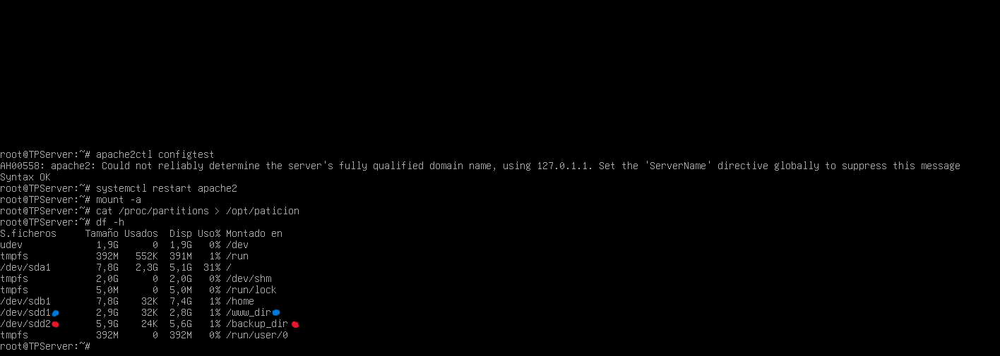 root@TPServer:~# apache2ctl configtest
AH00558: apache2: Could not reliably determine the server's fully qualified domain name, using 127.0.1.1. Set the 'ServerName' directive globally to suppress this message
Syntax OK
root@TPServer:~# systemctl restart apache2
root@TPServer:~# mount -a
root@TPServer:~# cat /proc/partitions > /opt/paticion
root@TPServer:~# df -h
S.ficheros     Tamaño Usados  Disp Uso% Montado en
udev             1,9G      0  1,9G   0% /dev
tmpfs            392M   552K  391M   1% /run
/dev/sda1        7,8G   2,3G  5,1G  31% /
tmpfs            2,0G      0  2,0G   0% /dev/shm
tmpfs            5,0M      0  5,0M   0% /run/lock
/dev/sdb1        7,8G    32K  7,4G   1% /home
/dev/sdd1        2,9G    32K  2,8G   1% /www_dir
/dev/sdd2        5,9G    24K  5,6G   1% /backup_dir
tmpfs            392M      0  392M   0% /run/user/0
root@TPServer:~#